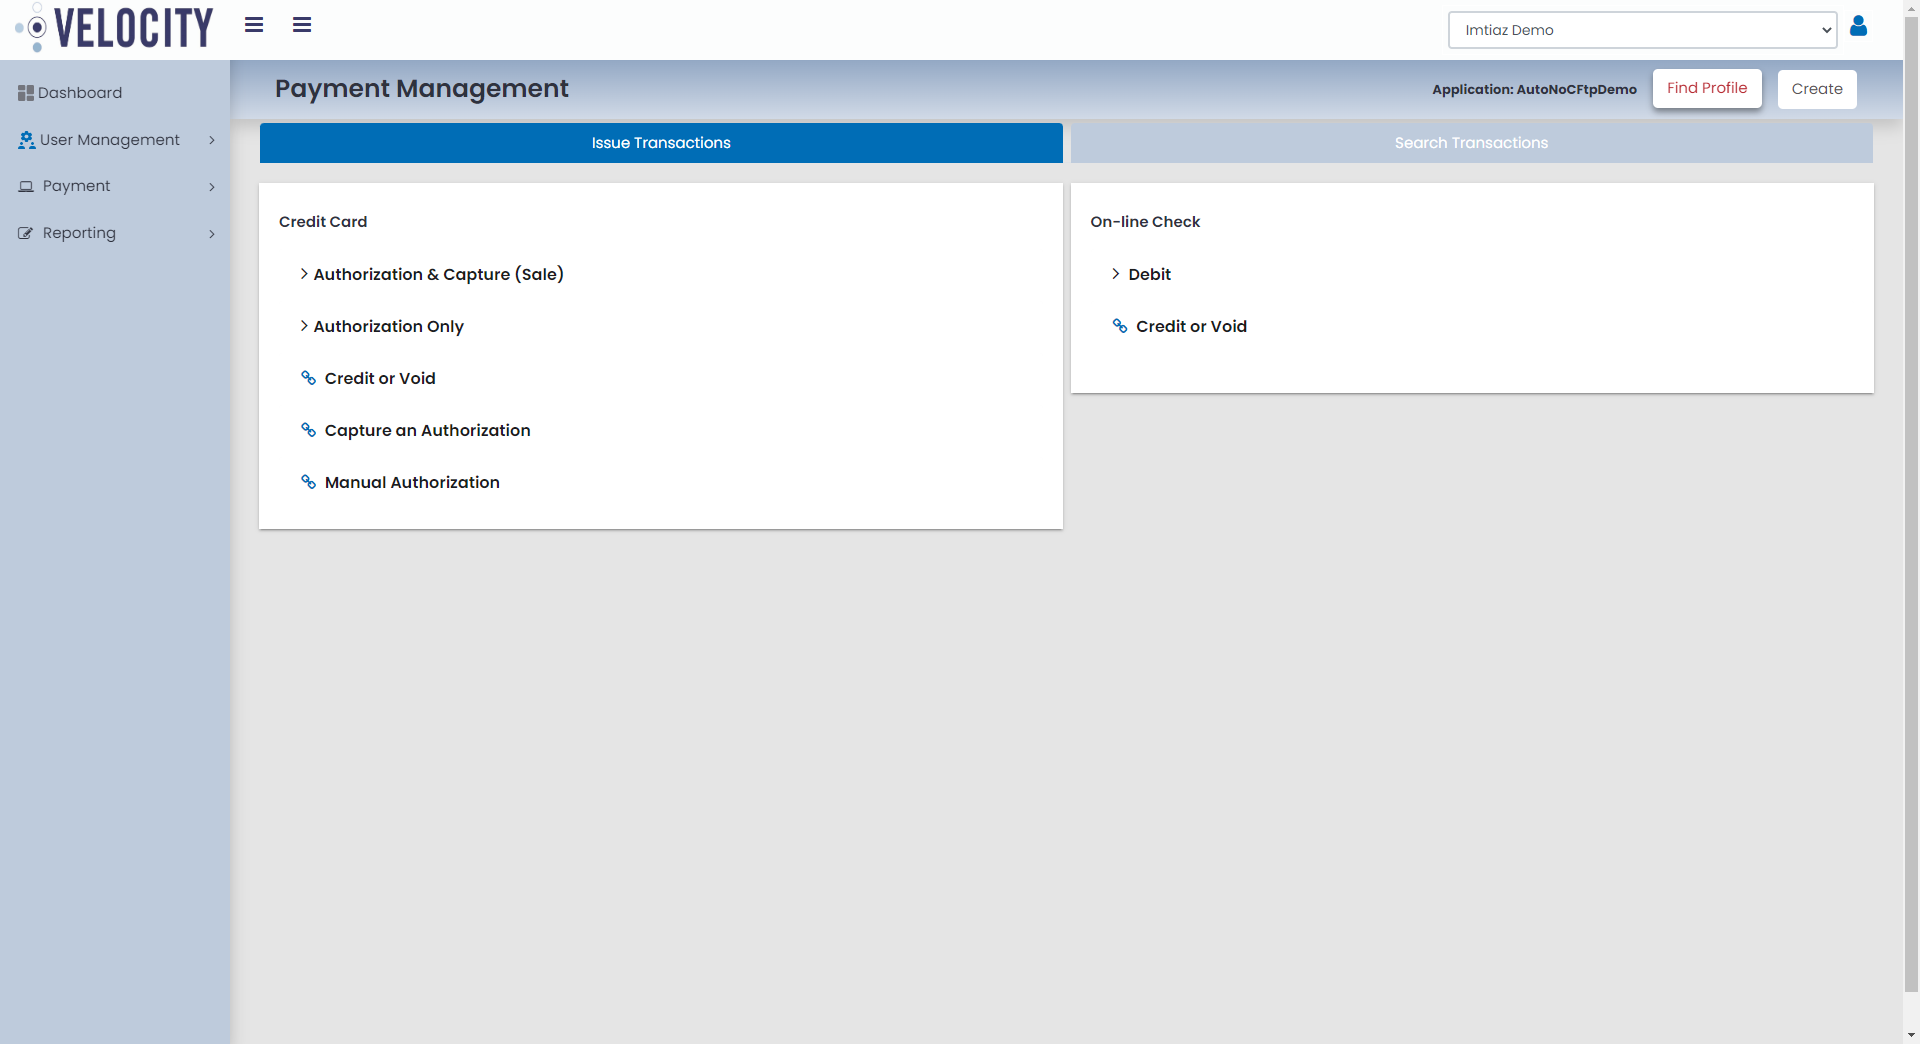 VELOCITY
Imtiaz Demo
Dashboard
User Management
Payment
Reporting
Payment Management
Application: AutoNoCFtpDemo
Find Profile
Create
Issue Transactions
Search Transactions
Credit Card
Authorization & Capture (Sale)
Authorization Only
Credit or Void
Capture an Authorization
Manual Authorization
On-line Check
Debit
Credit or Void